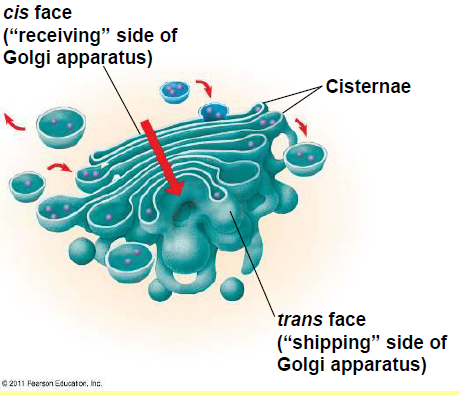 cis face
(“receiving” side of
Golgi apparatus)
Cisternae
trans face
(“shipping” side of
Golgi apparatus)
© 2011 Pearson Education, Inc.